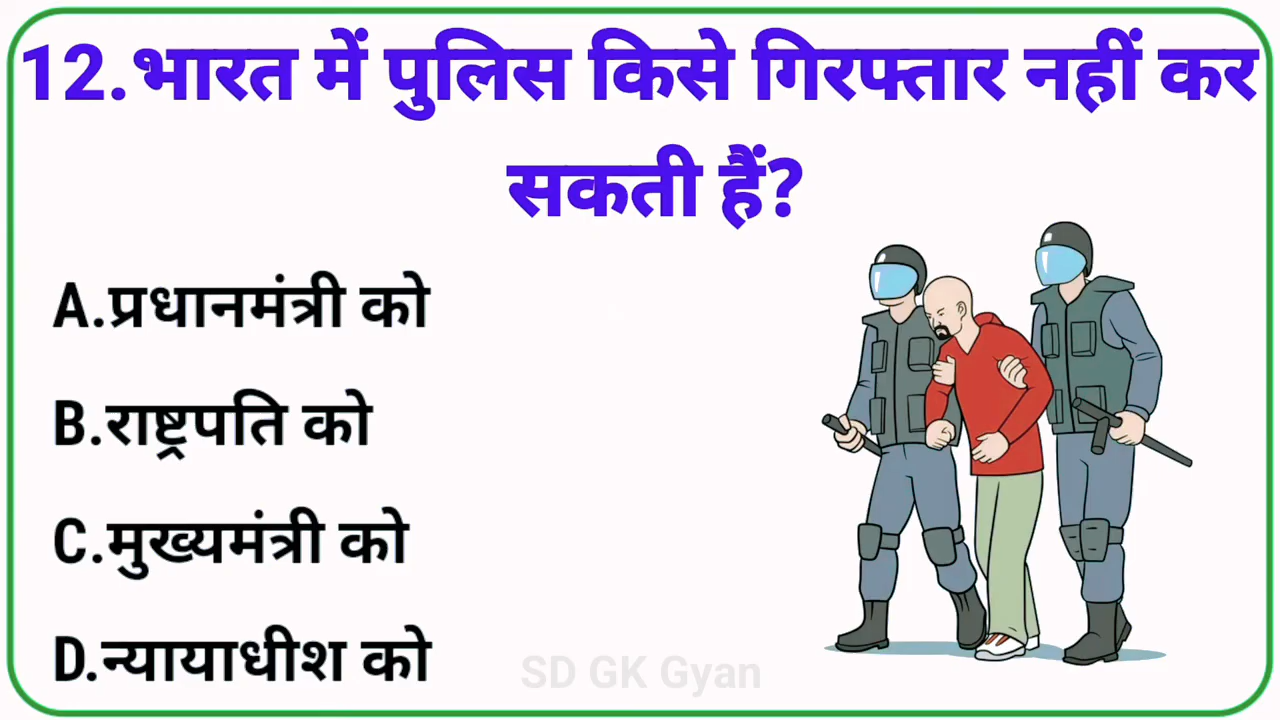 12.भारत में पुलिस किसे गिरफ्तार नहीं कर
सकती हैं?
A.प्रधानमंत्री को
B.राष्ट्रपति को
C.मुख्यमंत्री को
D.न्यायाधीश को
SD GK Gyan